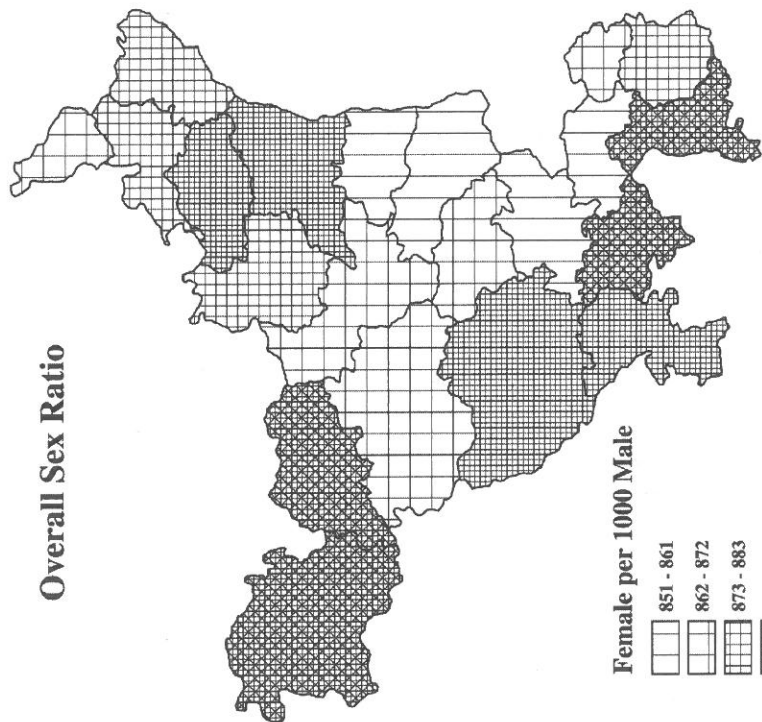 Overall Sex Ratio
Female per 1000 Male
851 - 861
862 - 872
873 - 883